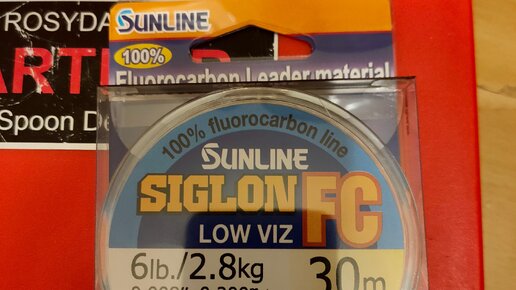 ROSYDA
SUNLINE
100%
Fluorocarbon Leader material
Spoon De
100% fluorocarbon line
SUNLINE
SIGLON FC
LOW VIZ
6lb./2.8kg
30m